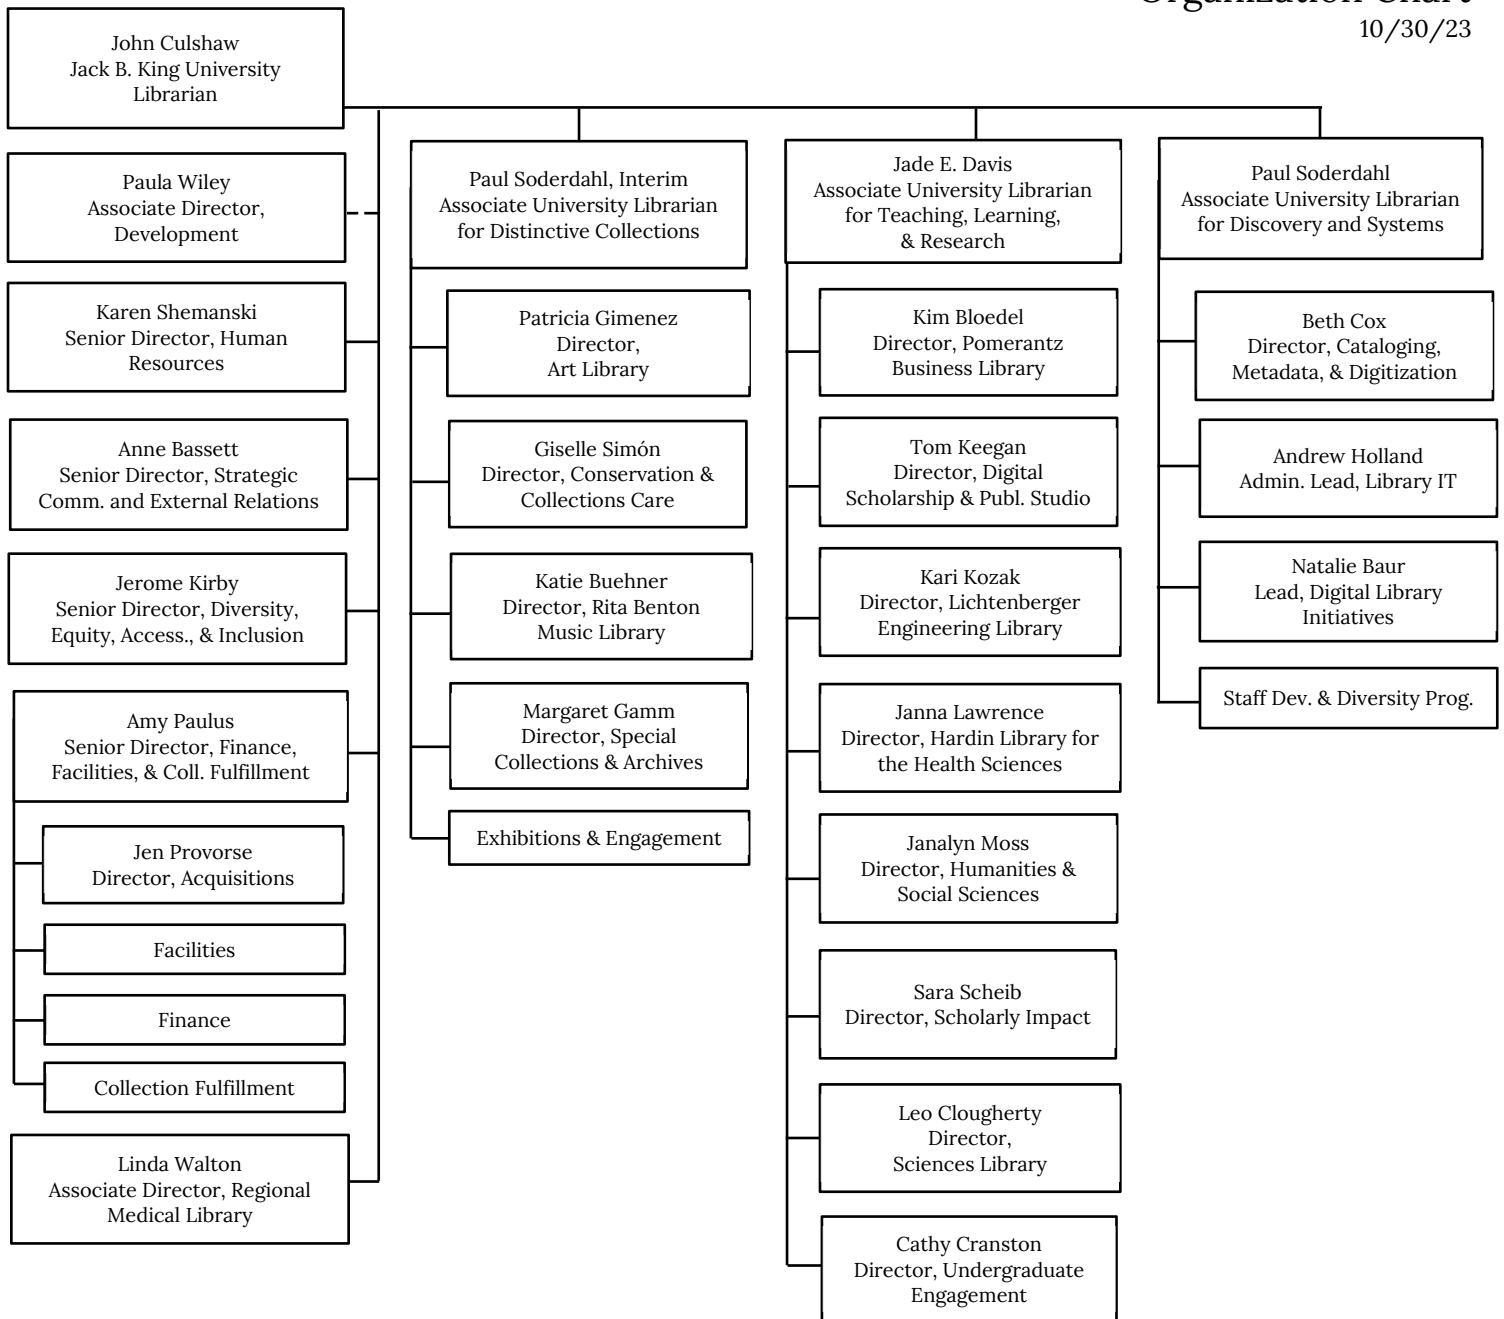 Organization Chart
10/30/23
John Culshaw
Jack B. King University
Librarian
Paula Wiley
Associate Director,
Development
Karen Shemanski
Senior Director, Human
Resources
Anne Bassett
Senior Director, Strategic
Comm. and External Relations
Jerome Kirby
Senior Director, Diversity,
Equity, Access., & Inclusion
Amy Paulus
Senior Director, Finance,
Facilities, & Coll. Fulfillment
Jen Provorse
Director, Acquisitions
Facilities
Finance
Collection Fulfillment
Linda Walton
Associate Director, Regional
Medical Library
Paul Soderdahl, Interim
Associate University Librarian
for Distinctive Collections
Patricia Gimenez
Director,
Art Library
Giselle Simón
Director, Conservation &
Collections Care
Katie Buehner
Director, Rita Benton
Music Library
Margaret Gamm
Director, Special
Collections & Archives
Exhibitions & Engagement
Jade E. Davis
Associate University Librarian
for Teaching, Learning,
& Research
Kim Bloedel
Director, Pomerantz
Business Library
Tom Keegan
Director, Digital
Scholarship & Publ. Studio
Kari Kozak
Director, Lichtenberger
Engineering Library
Janna Lawrence
Director, Hardin Library for
the Health Sciences
Janalyn Moss
Director, Humanities &
Social Sciences
Sara Scheib
Director, Scholarly Impact
Leo Clougherty
Director,
Sciences Library
Cathy Cranston
Director, Undergraduate
Engagement
Paul Soderdahl
Associate University Librarian
for Discovery and Systems
Beth Cox
Director, Cataloging,
Metadata, & Digitization
Andrew Holland
Admin. Lead, Library IT
Natalie Baur
Lead, Digital Library
Initiatives
Staff Dev. & Diversity Prog.